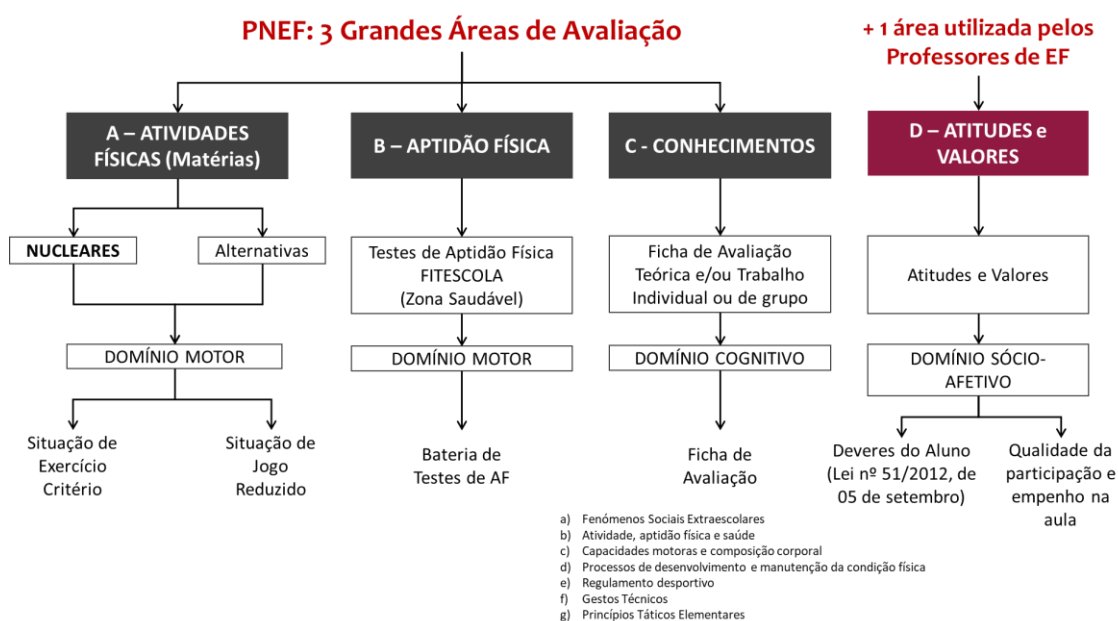 PNEF: 3 Grandes Áreas de Avaliação
+ 1 área utilizada pelos
Professores de EF
A – ATIVIDADES
FÍSICAS (Matérias)
B – APTIDÃO FÍSICA
C - CONHECIMENTOS
D – ATITUDES e
VALORES
NUCLEARES
Alternativas
Testes de Aptidão Física
FITESCOLA
(Zona Saudável)
Ficha de Avaliação
Teórica e/ou Trabalho
Individual ou de grupo
Atitudes e Valores
DOMÍNIO MOTOR
DOMÍNIO MOTOR
DOMÍNIO COGNITIVO
DOMÍNIO SÓCIO-
AFETIVO
Situação de
Exercício
Critério
Situação de
Jogo
Reduzido
Bateria de
Testes de AF
Ficha de
Avaliação
Deveres do Aluno
(Lei nº 51/2012, de
05 de setembro)
Qualidade da
participação e
empenho na
aula
a) Fenómenos Sociais Extraescolares
b) Atividade, aptidão física e saúde
c) Capacidades motoras e composição corporal
d) Processos de desenvolvimento e manutenção da condição física
e) Regulamento desportivo
f) Gestos Técnicos
g) Princípios Táticos Elementares